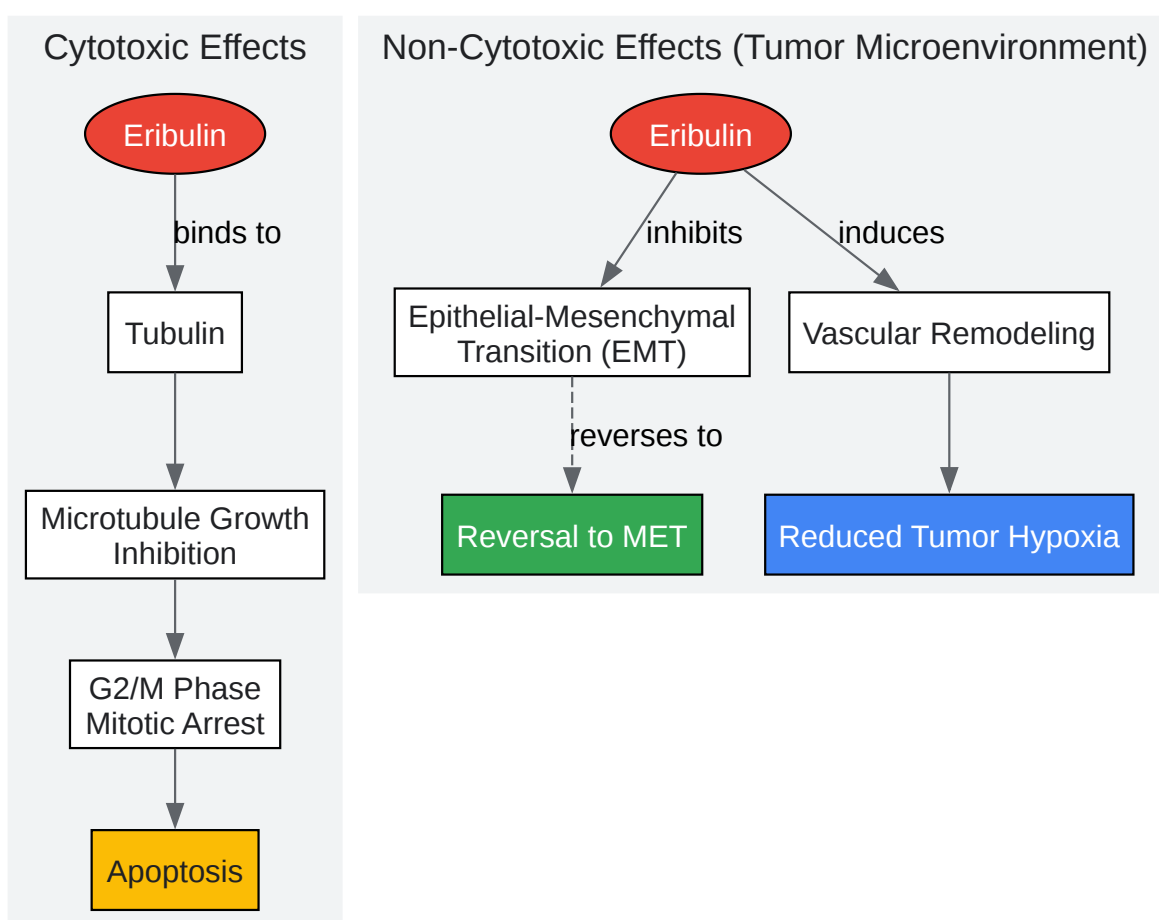 Cytotoxic Effects
Eribulin
binds to
Tubulin
Microtubule Growth
Inhibition
G2/M Phase
Mitotic Arrest
Apoptosis
Non-Cytotoxic Effects (Tumor Microenvironment)
Eribulin
inhibits
induces
Epithelial-Mesenchymal
Transition (EMT)
Vascular Remodeling
reverses to
Reversal to MET
Reduced Tumor Hypoxia